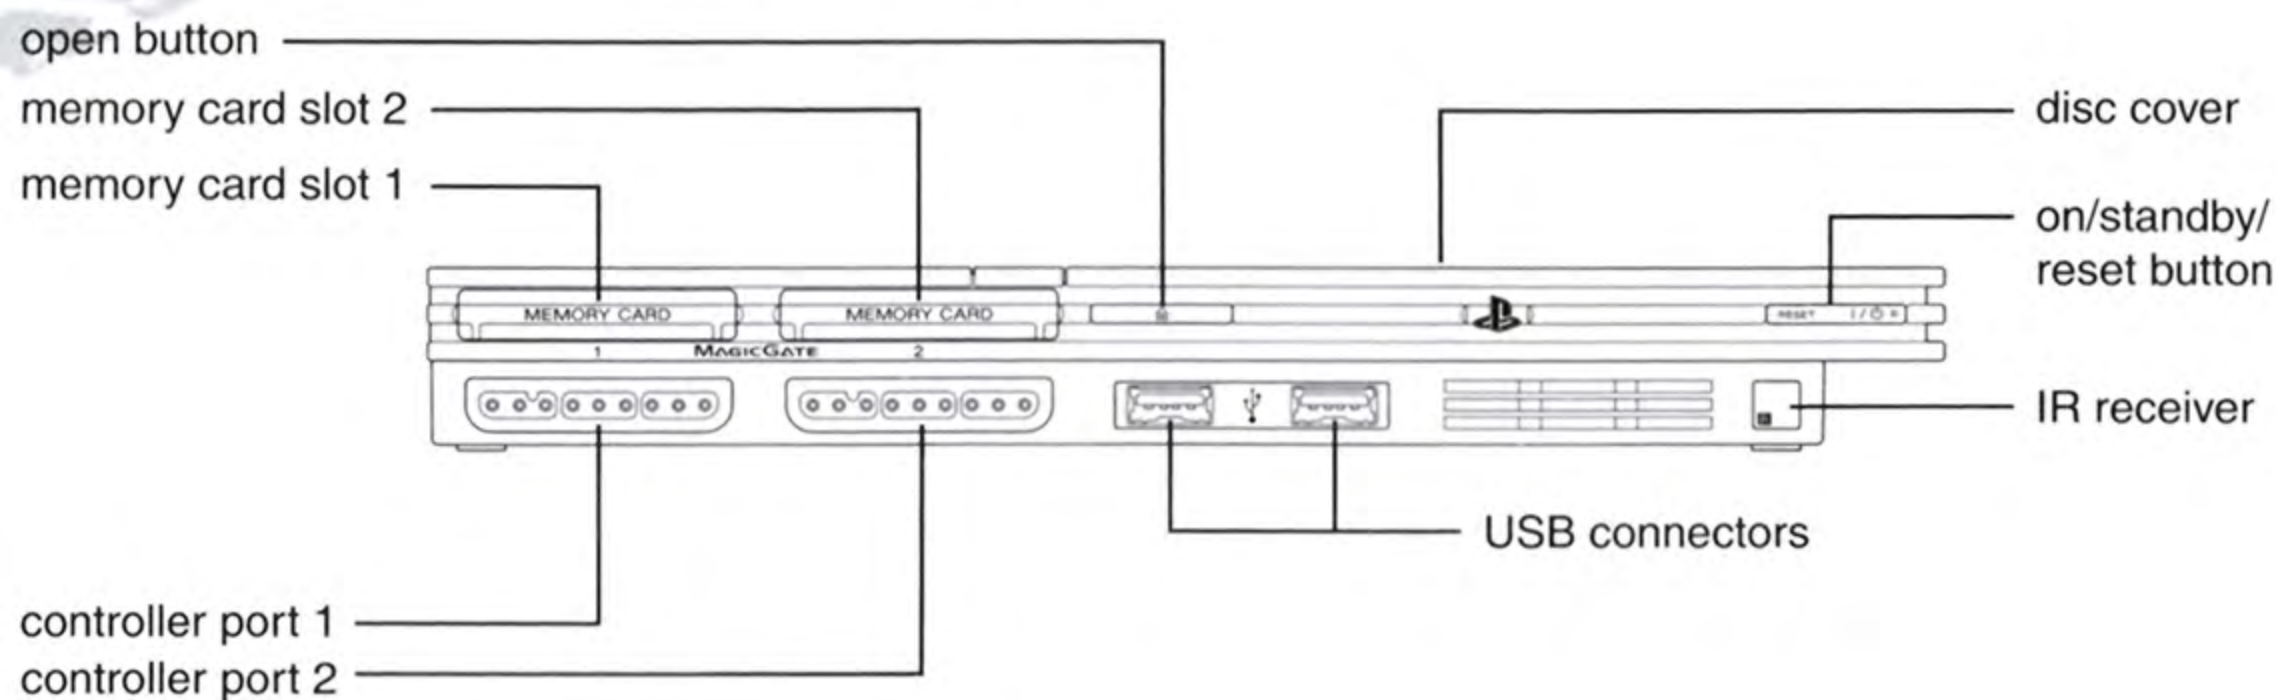 open button
memory card slot 2
disc cover
memory card slot 1
on/standby/
reset button
MEMORY CARD
MEMORY CARD
RESET
1
MAGICGATE
2
IR receiver
USB connectors
controller port 1
controller port 2